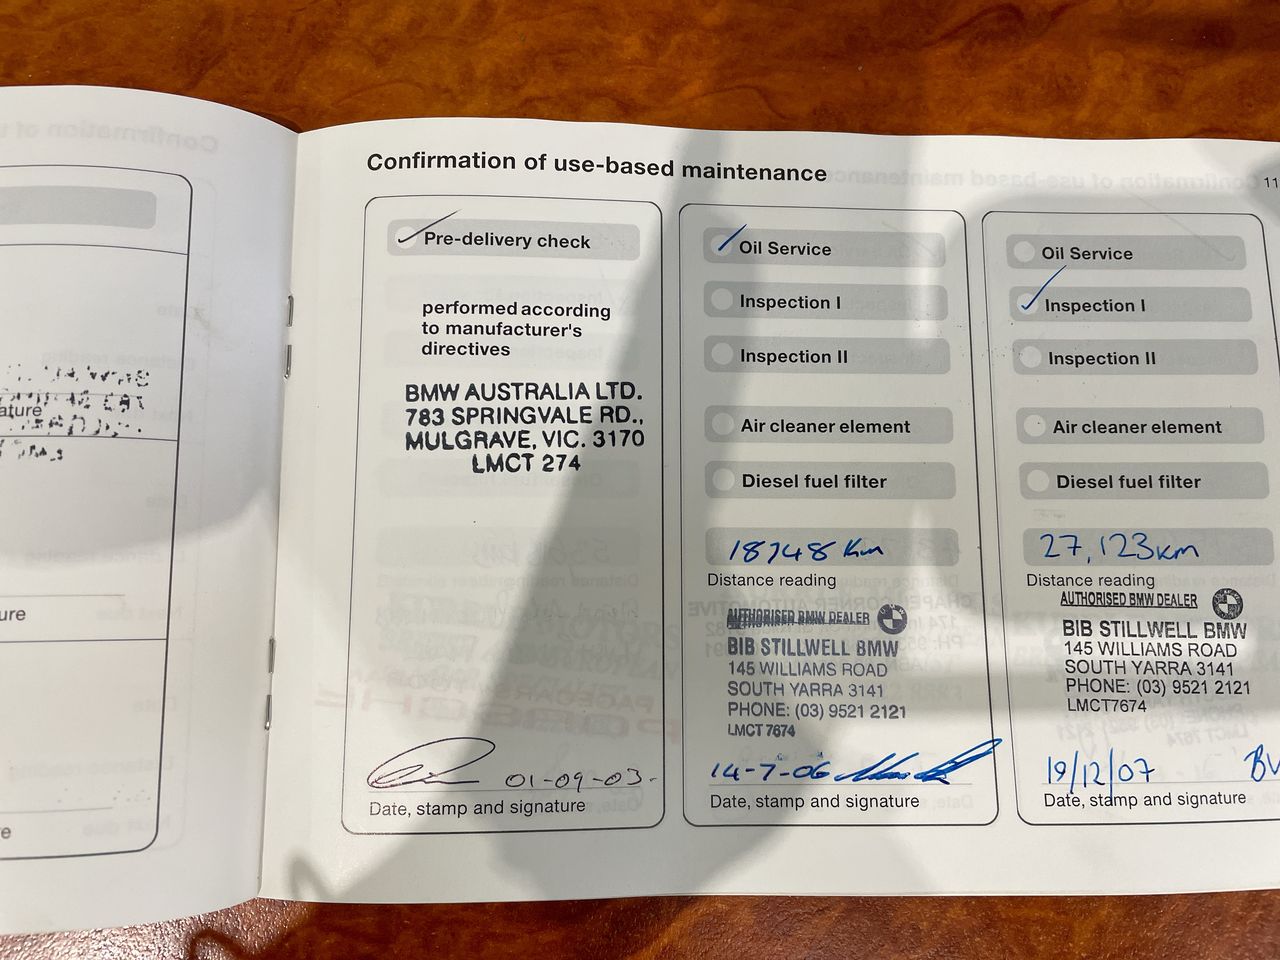 Confirmation of use-based maintenance
11
Pre-delivery check
performed according
to manufacturer's
directives
BMW AUSTRALIA LTD.
783 SPRINGVALE RD.,
MULGRAVE, VIC. 3170
LMCT 274
01-09-03-
Date, stamp and signature
Oil Service
Inspection I
Inspection II
Air cleaner element
Diesel fuel filter
18748 Km
Distance reading
AUTHORISED BMW DEALER
BIB STILLWELL BMW
145 WILLIAMS ROAD
SOUTH YARRA 3141
PHONE: (03) 9521 2121
LMCT 7674
14-7-06
Date, stamp and signature
Oil Service
Inspection I
Inspection II
Air cleaner element
Diesel fuel filter
27,123km
Distance reading
AUTHORISED BMW DEALER
BIB STILLWELL BMW
145 WILLIAMS ROAD
SOUTH YARRA 3141
PHONE: (03) 9521 2121
LMCT7674
19/12/07
Date, stamp and signature